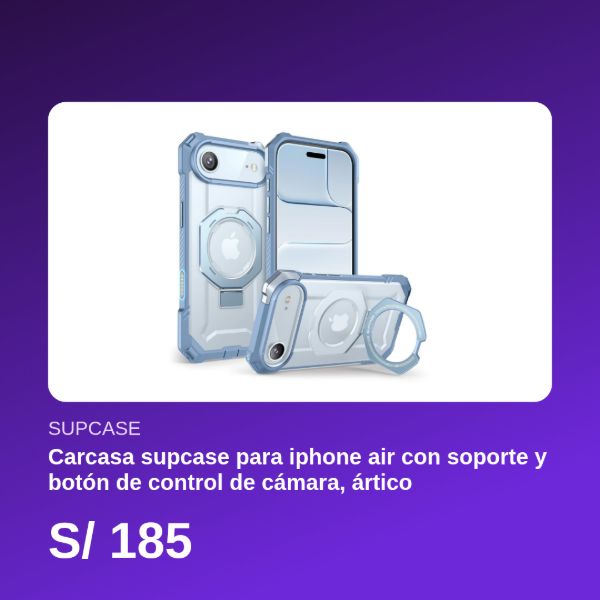 SUPCASE
Carcasa supcase para iphone air con soporte y
botón de control de cámara, ártico
S/ 185